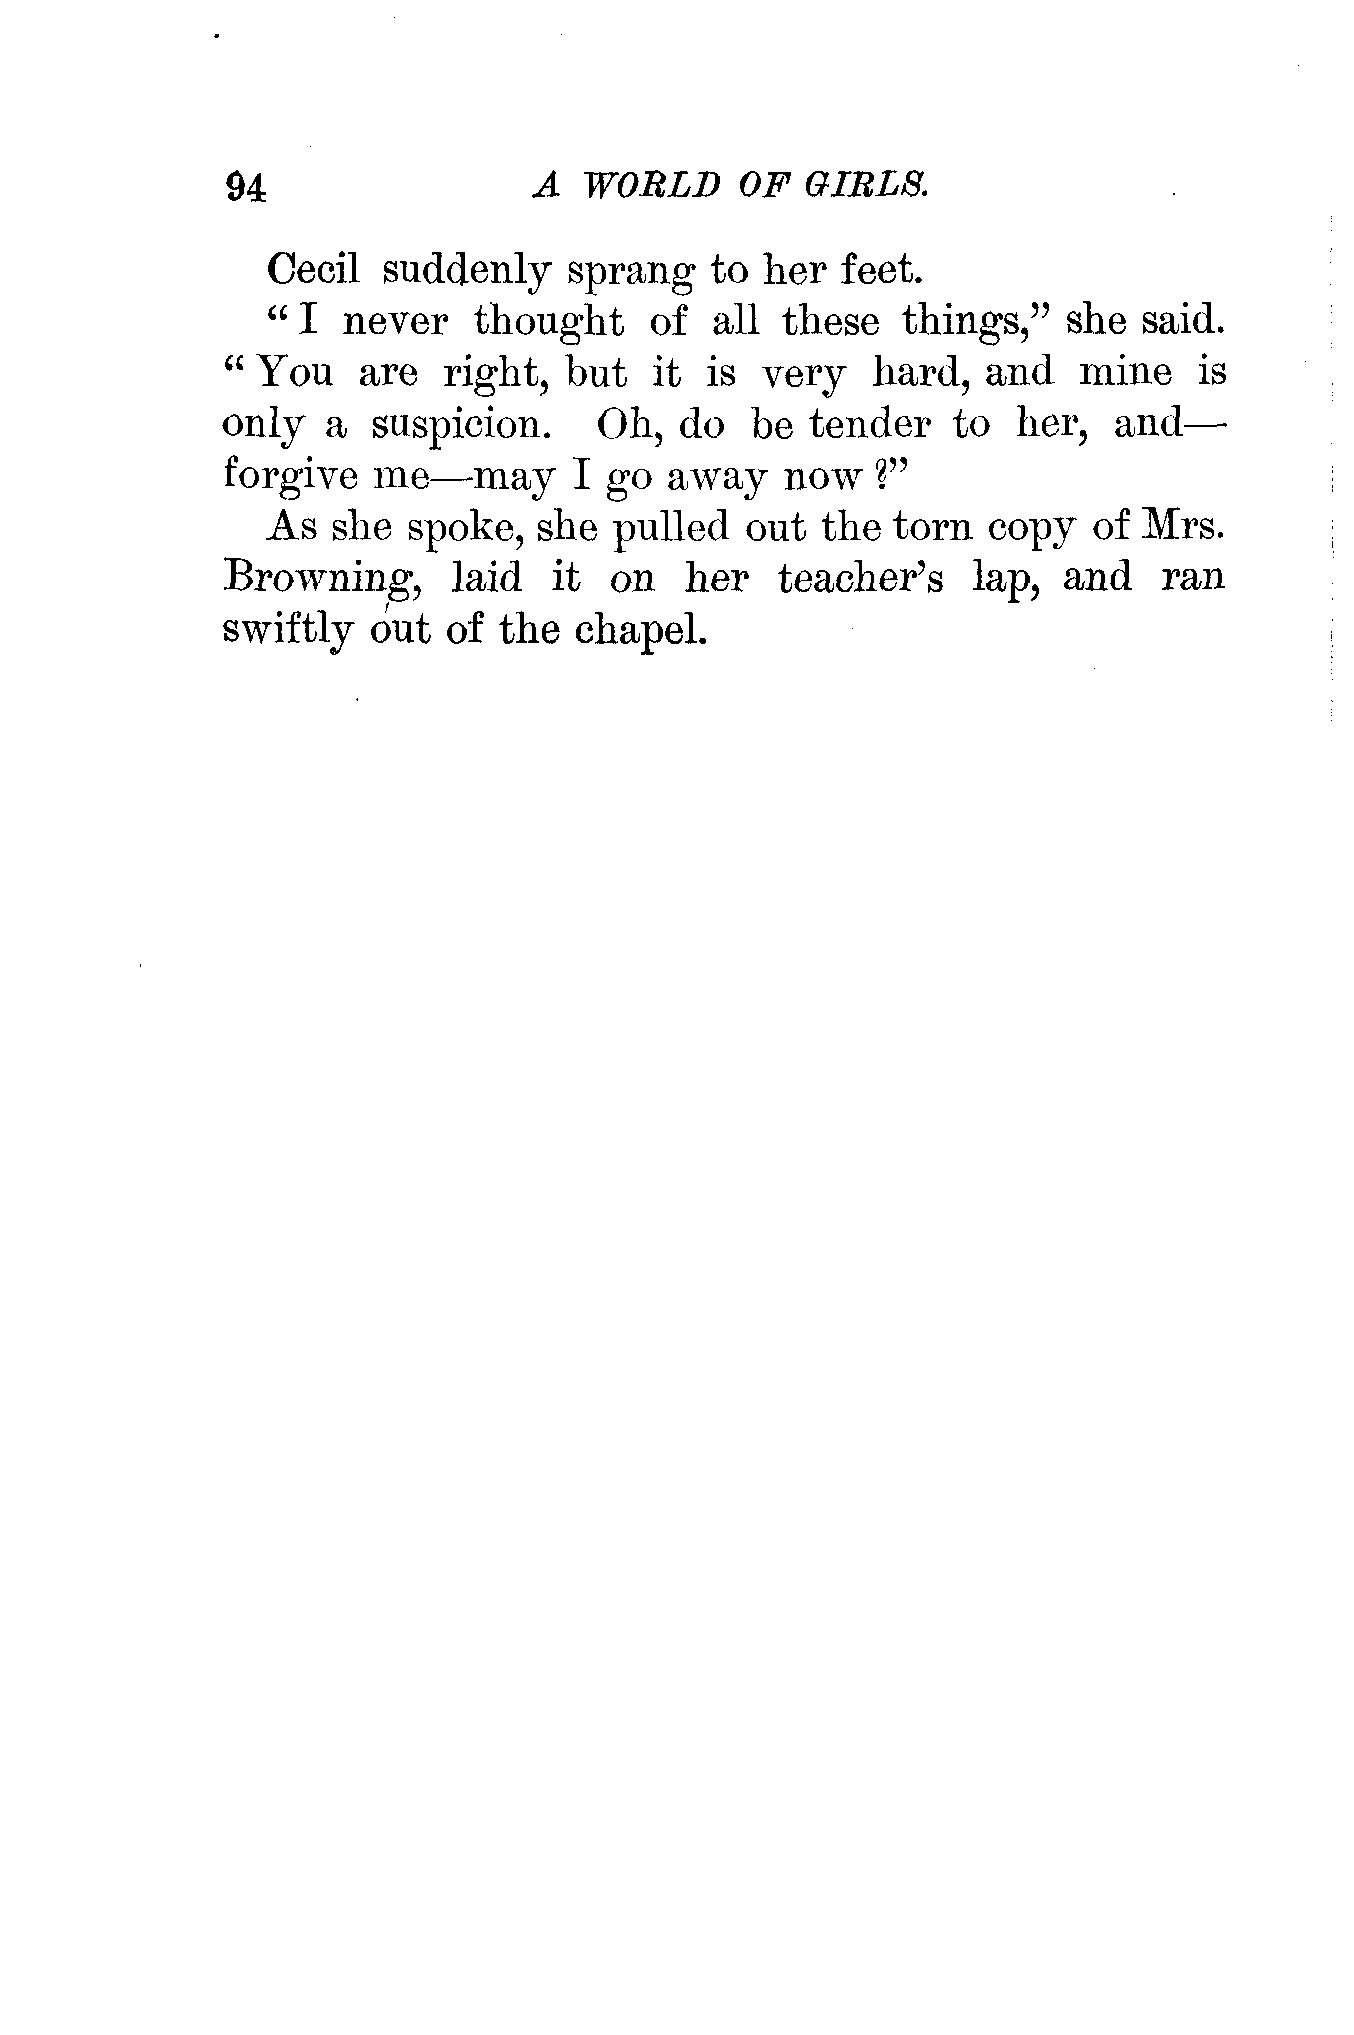 94 A WORLD OF GIRLS.
Cecil suddenly sprang to her feet.
“ I never thought of all these things,” she said.
“ You are right, but it is very hard, and mine is
only a suspicion. Oh, do be tender to her, and—
forgive me—may I go away now ?”
As she spoke, she pulled out the torn copy of Mrs.
Browning, laid it on her teacher’s lap, and ran
swiftly out of the chapel.